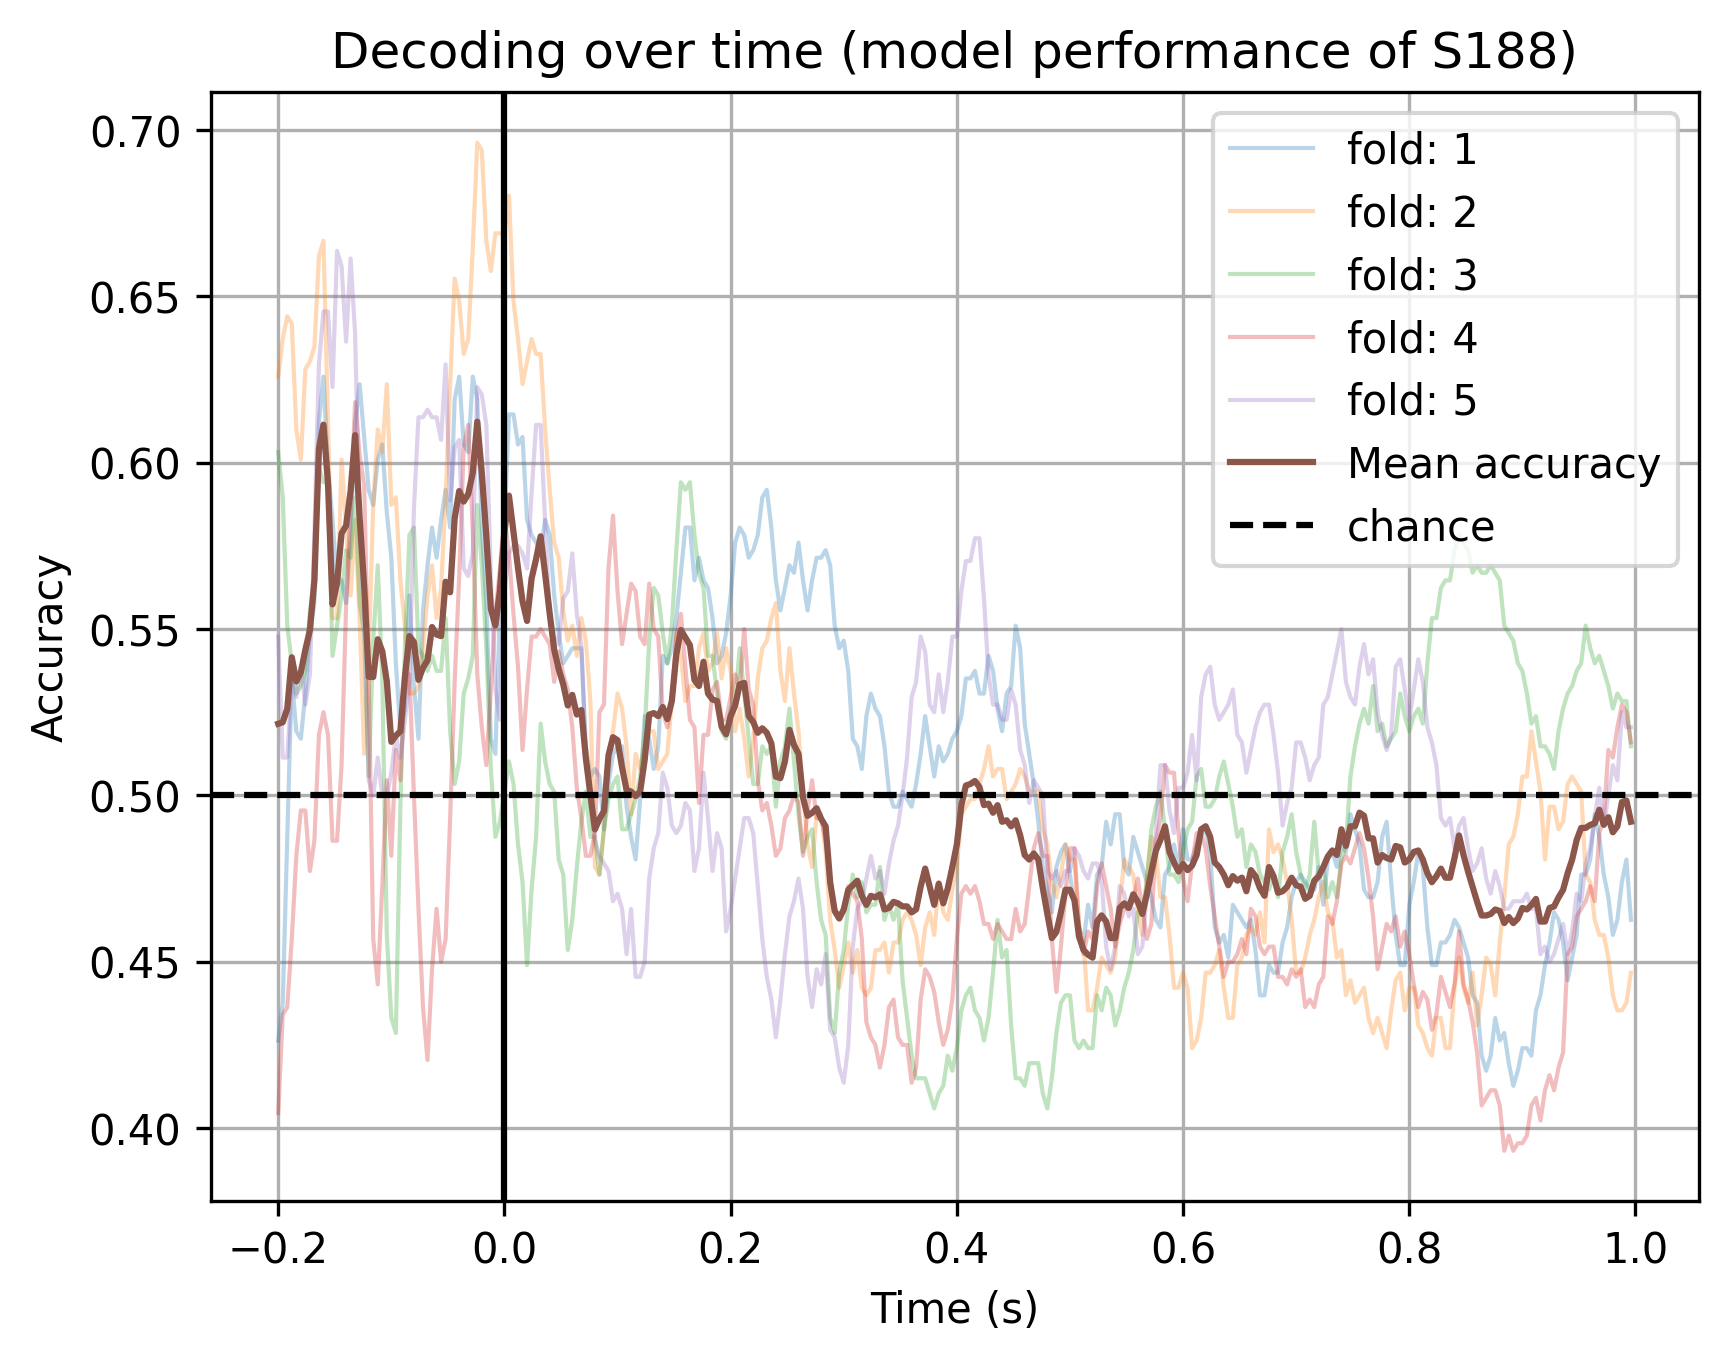 Decoding over time (model performance of S188)
0.70
0.65
0.60
0.55
0.50
0.45
0.40
Accuracy
fold: 1
fold: 2
fold: 3
fold: 4
fold: 5
Mean accuracy
chance
−0.2 0.0 0.2 0.4 0.6 0.8 1.0
Time (s)